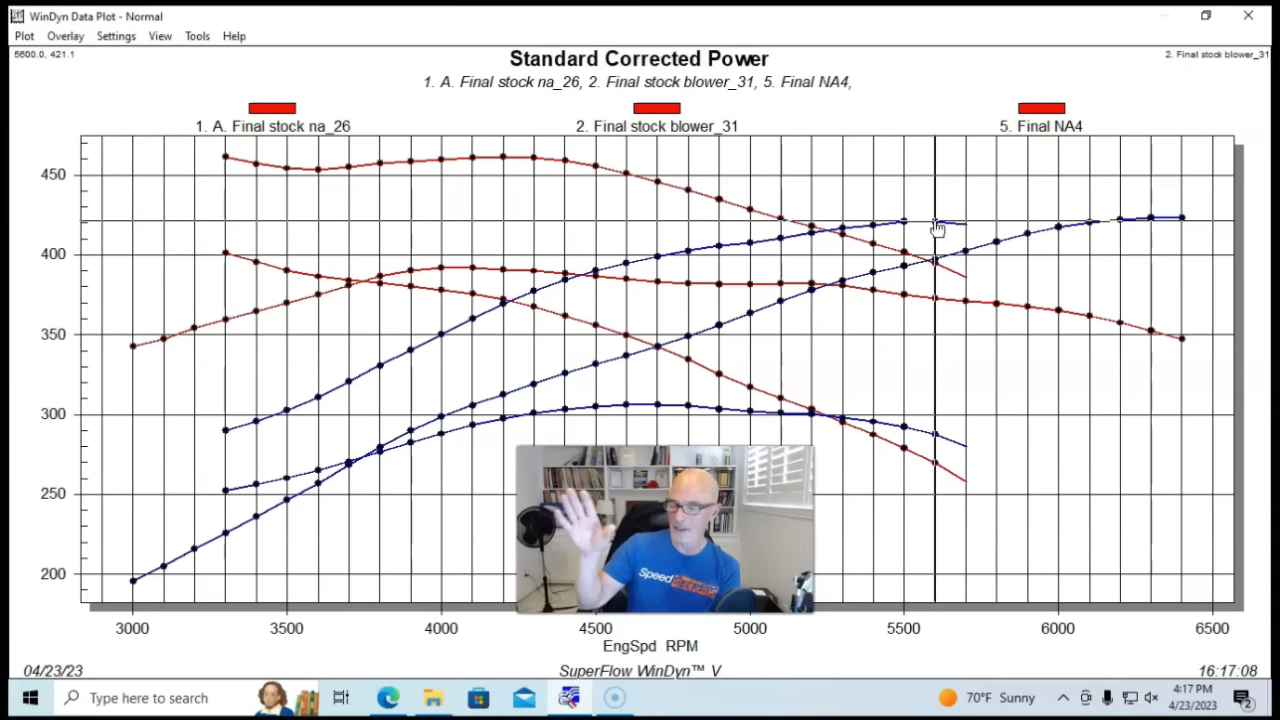 WinDyn Data Plot - Normal
Plot Overlay Settings View Tools Help
5600.0, 421.1
2. Final stock blower_31
Standard Corrected Power
1. A. Final stock na_26, 2. Final stock blower_31, 5. Final NA4,
1. A. Final stock na_26
2. Final stock blower_31
5. Final NA4
450
400
350
300
250
200
Speed
3000 3500 4000 4500 5000 5500 6000 6500
EngSpd RPM
04/23/23
SuperFlow WinDyn™ V
16:17:08
Type here to search
70°F Sunny
4:17 PM
4/23/2023
2